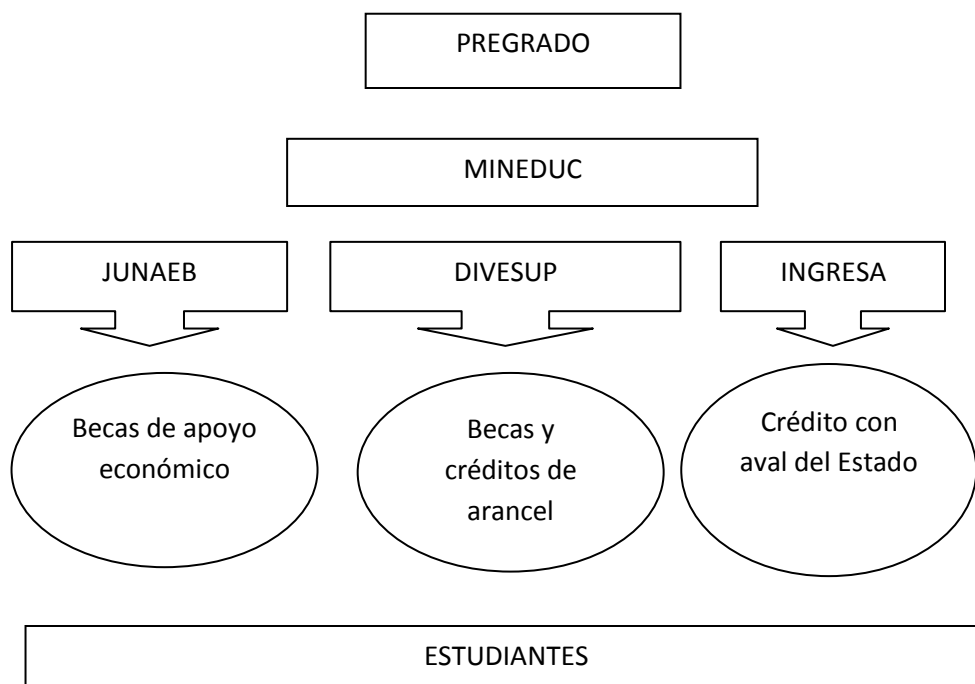 PREGRADO
MINEDUC
JUNAEB
DIVESUP
INGRESA
Becas de apoyo
económico
Becas y
créditos de
arancel
Crédito con
aval del Estado
ESTUDIANTES